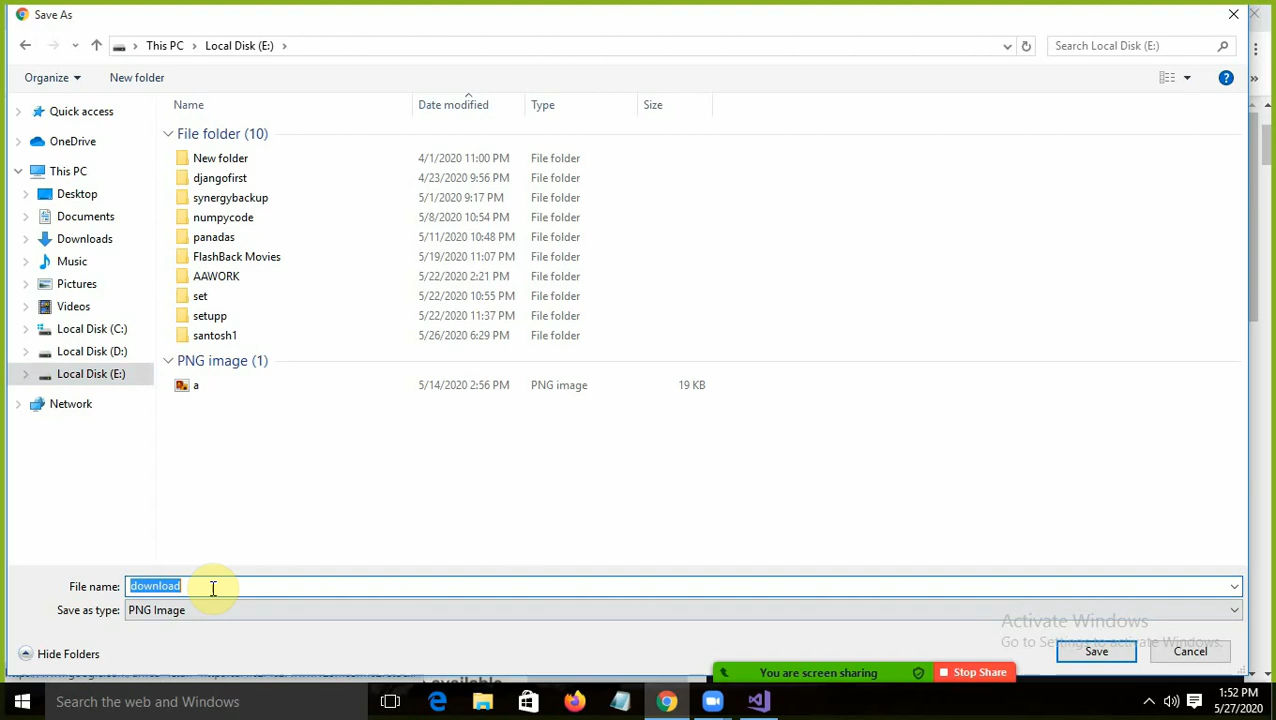 Save As
This PC > Local Disk (E:) >
Search Local Disk (E:)
Organize
New folder
Name Date modified Type Size
Quick access
OneDrive
This PC
Desktop
Documents
Downloads
Music
Pictures
Videos
Local Disk (C:)
Local Disk (D:)
Local Disk (E:)
Network
File folder (10)
New folder 4/1/2020 11:00 PM File folder
djangofirst 4/23/2020 9:56 PM File folder
synergybackup 5/1/2020 9:17 PM File folder
numpycode 5/8/2020 10:54 PM File folder
panadas 5/11/2020 10:48 PM File folder
FlashBack Movies 5/19/2020 11:07 PM File folder
AAWORK 5/22/2020 2:21 PM File folder
set 5/22/2020 10:55 PM File folder
setupp 5/22/2020 11:37 PM File folder
santosh1 5/26/2020 6:29 PM File folder
PNG image (1)
a 5/14/2020 2:56 PM PNG image 19 KB
File name: download
Save as type: PNG Image
Activate Windows
Go to Settings to activate Windows.
Hide Folders
Save
Cancel
available
You are screen sharing
Stop Share
Search the web and Windows
1:52 PM
5/27/2020